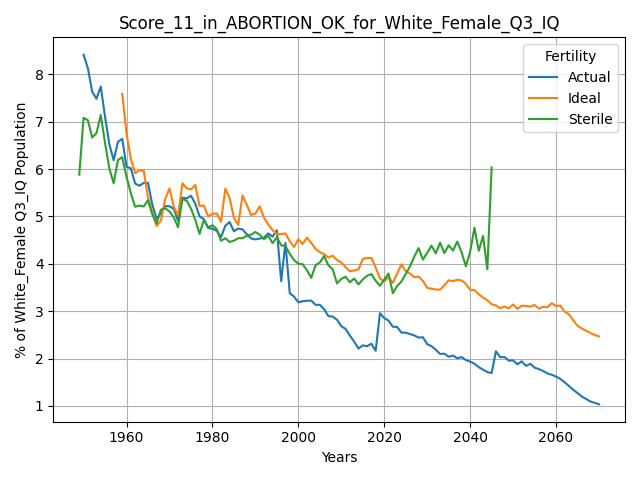 Score_11_in_ABORTION_OK_for_White_Female_Q3_IQ
% of White_Female Q3_IQ Population
8
7
6
5
4
3
2
1
Fertility
Actual
Ideal
Sterile
1960 1980 2000 2020 2040 2060
Years